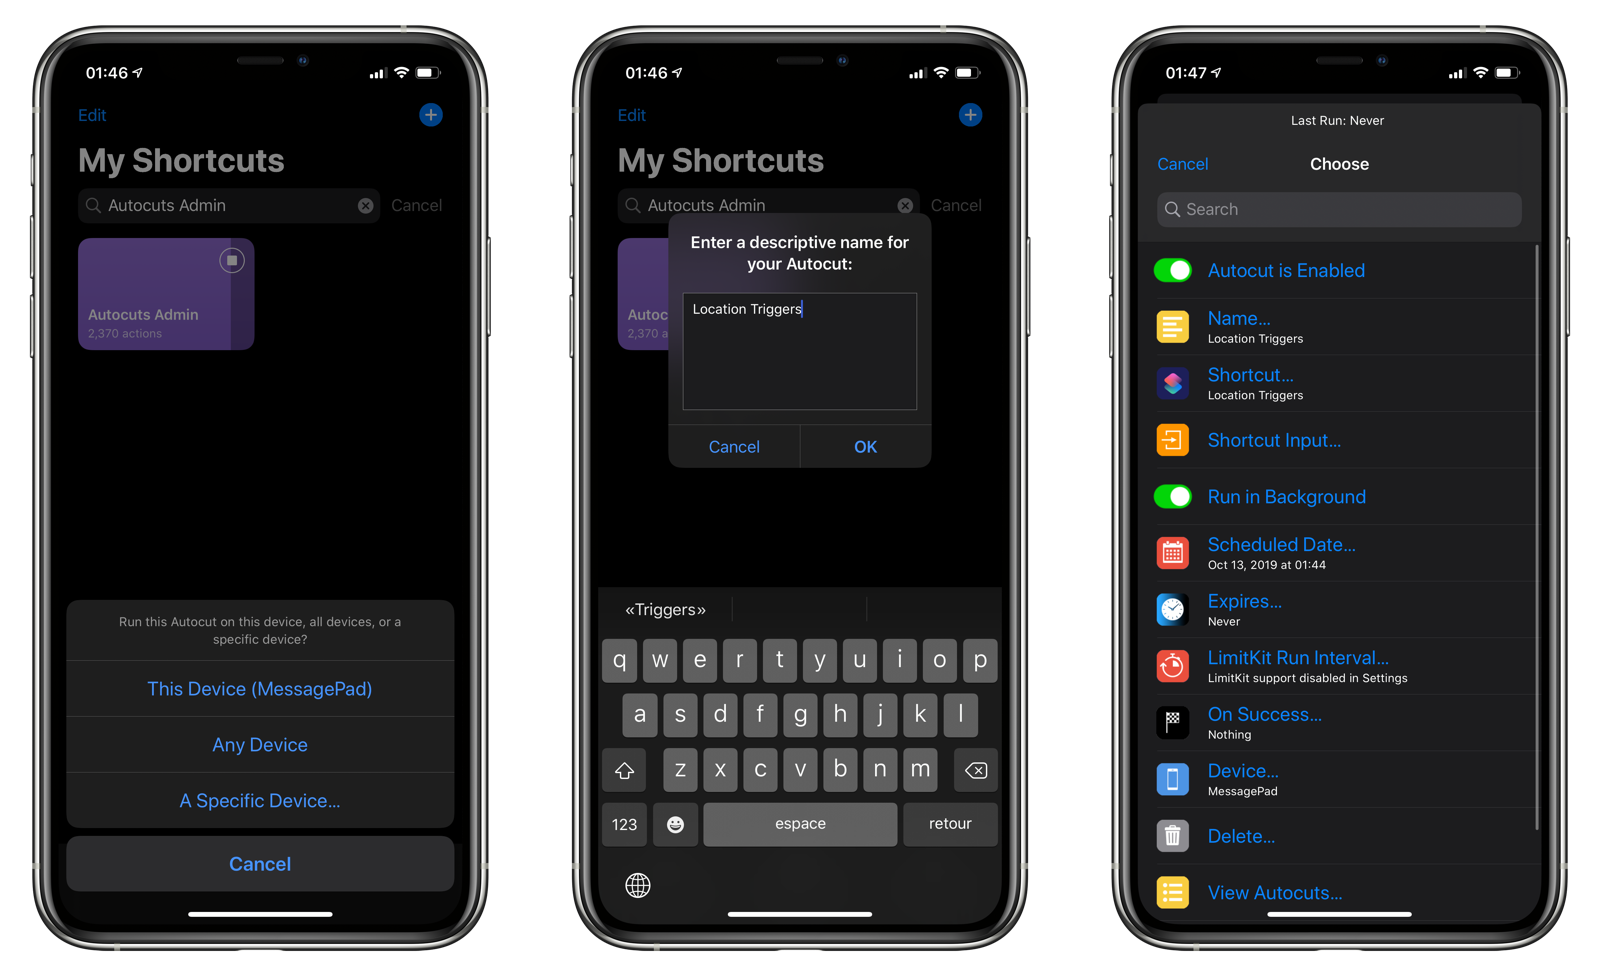 01:46
Edit
My Shortcuts
Autocuts Admin
Cancel
Autocuts Admin
2,370 actions
Run this Autocut on this device, all devices, or a
specific device?
This Device (MessagePad)
Any Device
A Specific Device...
Cancel
01:46
Edit
My Shortcuts
Autocuts Admin
Cancel
Autoc
2,370 a
Enter a descriptive name for
your Autocut:
Location Triggers
Cancel
OK
«Triggers»
q w e r t y u i o p
a s d f g h j k l
z x c v b n m
123
espace
retour
01:47
Last Run: Never
Cancel
Choose
Search
Autocut is Enabled
Name...
Location Triggers
Shortcut...
Location Triggers
Shortcut Input...
Run in Background
Scheduled Date...
Oct 13, 2019 at 01:44
Expires...
Never
LimitKit Run Interval...
LimitKit support disabled in Settings
On Success...
Nothing
Device...
MessagePad
Delete...
View Autocuts...